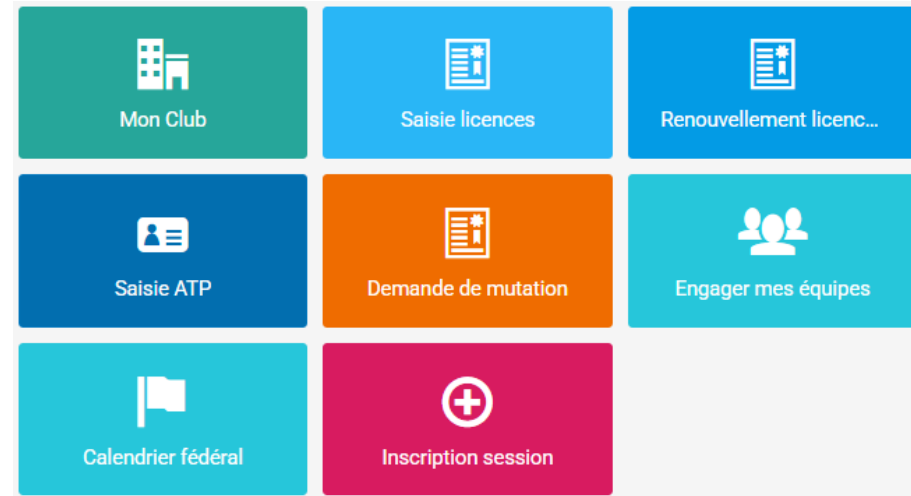 Mon Club
Saisie licences
Renouvellement licenc...
Saisie ATP
Demande de mutation
Engager mes équipes
Calendrier fédéral
Inscription session